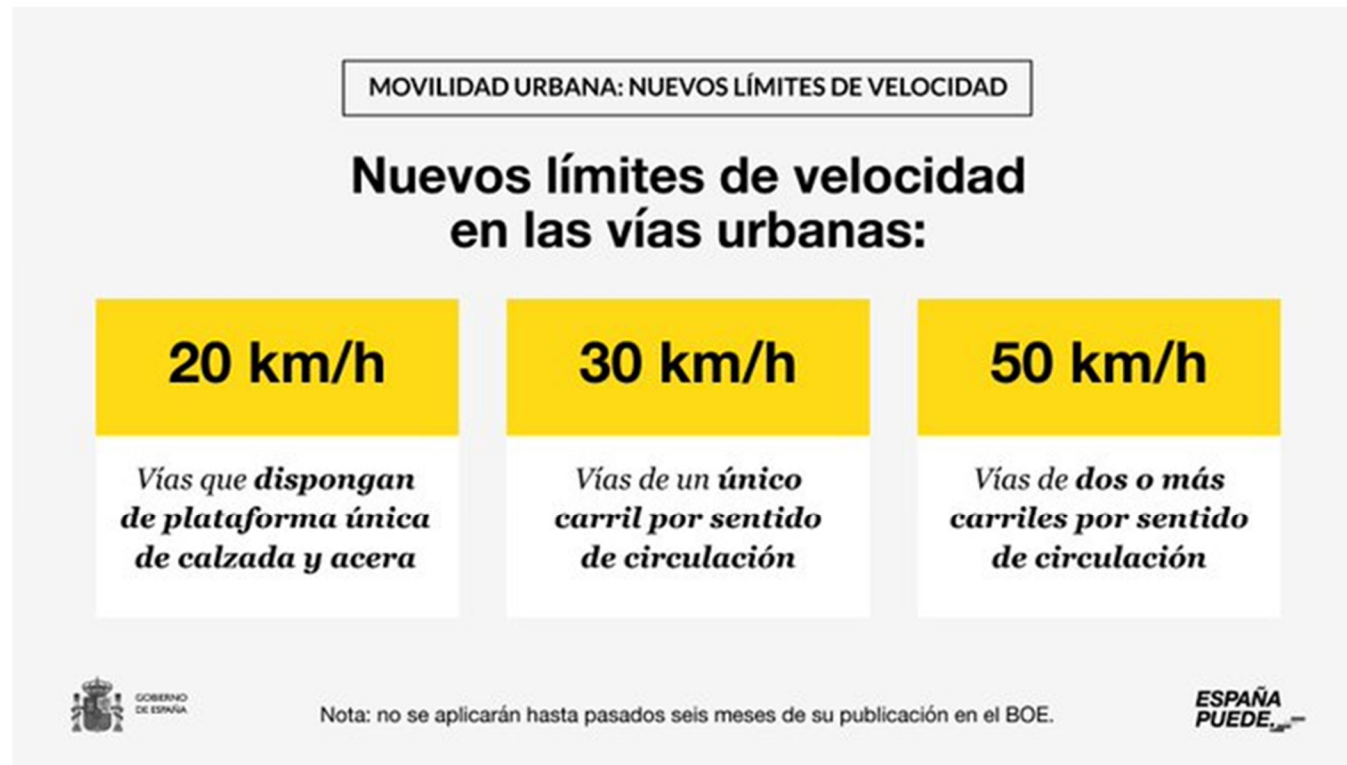 MOVILIDAD URBANA: NUEVOS LÍMITES DE VELOCIDAD
Nuevos límites de velocidad
en las vías urbanas:
20 km/h
Vías que dispongan
de plataforma única
de calzada y acera
30 km/h
Vías de un único
carril por sentido
de circulación
50 km/h
Vías de dos o más
carriles por sentido
de circulación
GOBIERNO
DE ESPAÑA
Nota: no se aplicarán hasta pasados seis meses de su publicación en el BOE.
ESPAÑA
PUEDE.